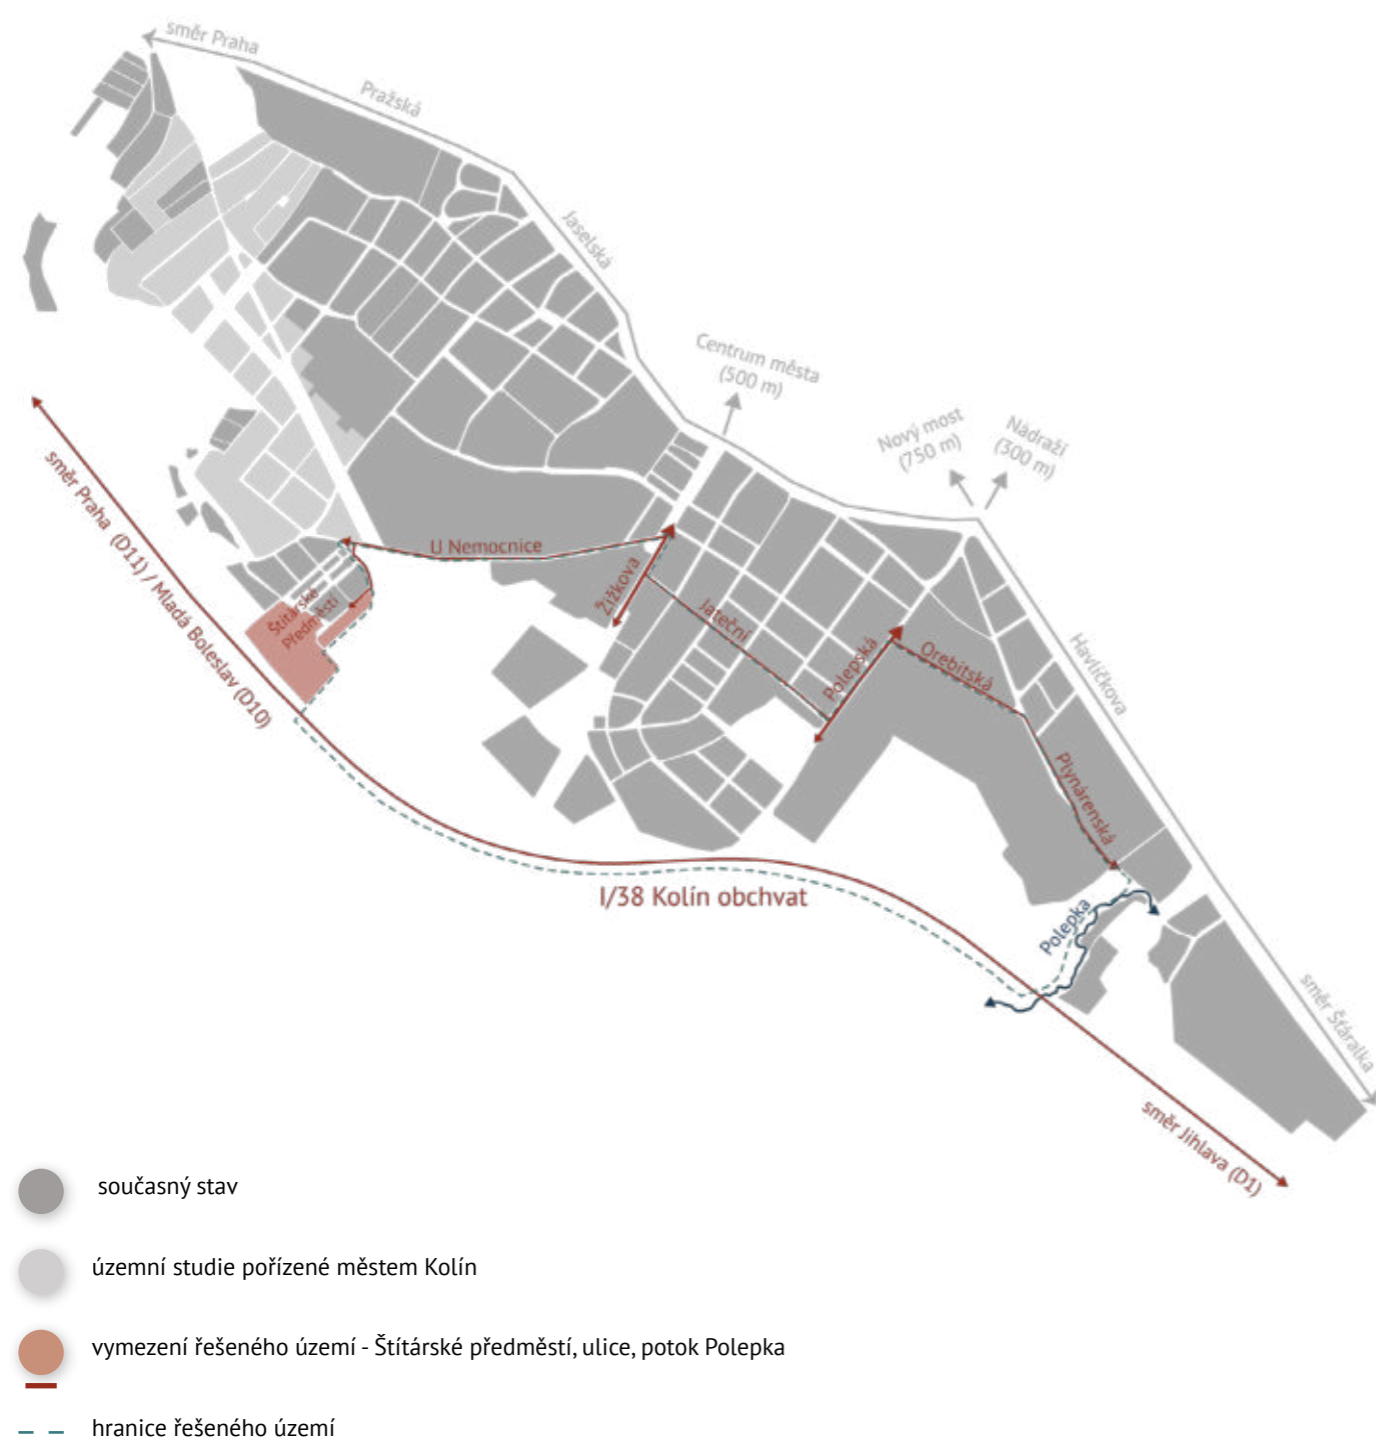 směr Praha
Pražská
Jaselská
Centrum města
(500 m)
Nový most
(750 m)
Nádraží
(300 m)
směr Praha (D11) / Mladá Boleslav (D10)
U Nemocnice
Žižkova
Štítárské
Předměstí
Jateční
Polepská
Orebitská
Havlíčkova
Plynárenská
I/38 Kolín obchvat
Polepka
směr Šťáralka
směr Jihlava (D1)
současný stav
územní studie pořízené městem Kolín
vymezení řešeného území - Štítárské předměstí, ulice, potok Polepka
hranice řešeného území